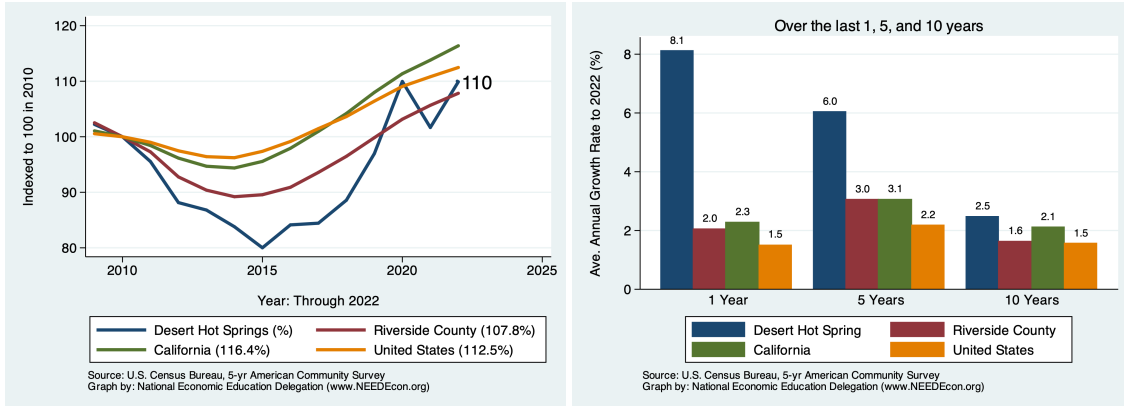 Indexed to 100 in 2010
120
110
100
90
80
110
2010
2015
2020
2025
Year: Through 2022
Desert Hot Springs (%)
Riverside County (107.8%)
California (116.4%)
United States (112.5%)
Source: U.S. Census Bureau, 5-yr American Community Survey
Graph by: National Economic Education Delegation (www.NEEDEcon.org)
Over the last 1, 5, and 10 years
Ave. Annual Growth Rate to 2022 (%)
8
6
4
2
0
8.1
2.0
2.3
1.5
6.0
3.0
3.1
2.2
2.5
1.6
2.1
1.5
1 Year
5 Years
10 Years
Desert Hot Spring
Riverside County
California
United States
Source: U.S. Census Bureau, 5-yr American Community Survey
Graph by: National Economic Education Delegation (www.NEEDEcon.org)